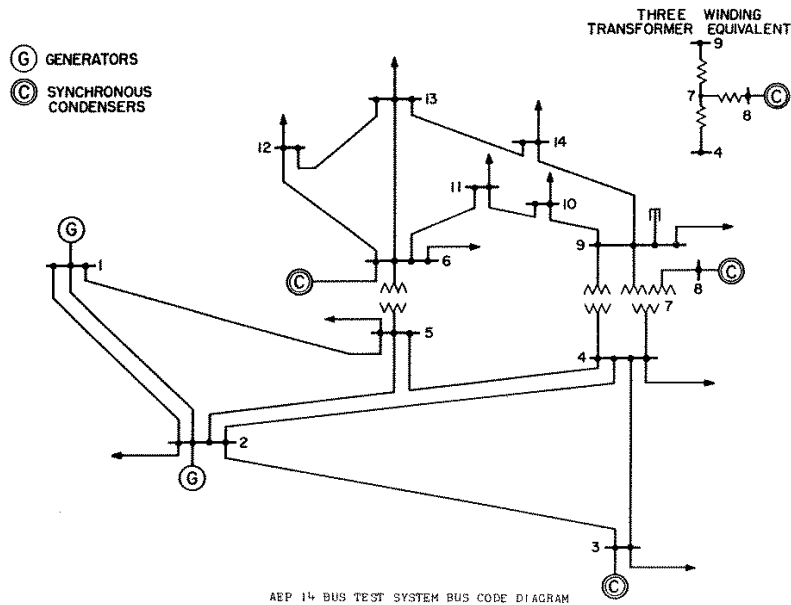 THREE WINDING
TRANSFORMER EQUIVALENT
9
7
C
8
4
G GENERATORS
C SYNCHRONOUS
CONDENSERS
13
12
14
11
10
G
1
9
6
C
8
C
7
5
4
2
G
3
C
AEP 14 BUS TEST SYSTEM BUS CODE DIAGRAM